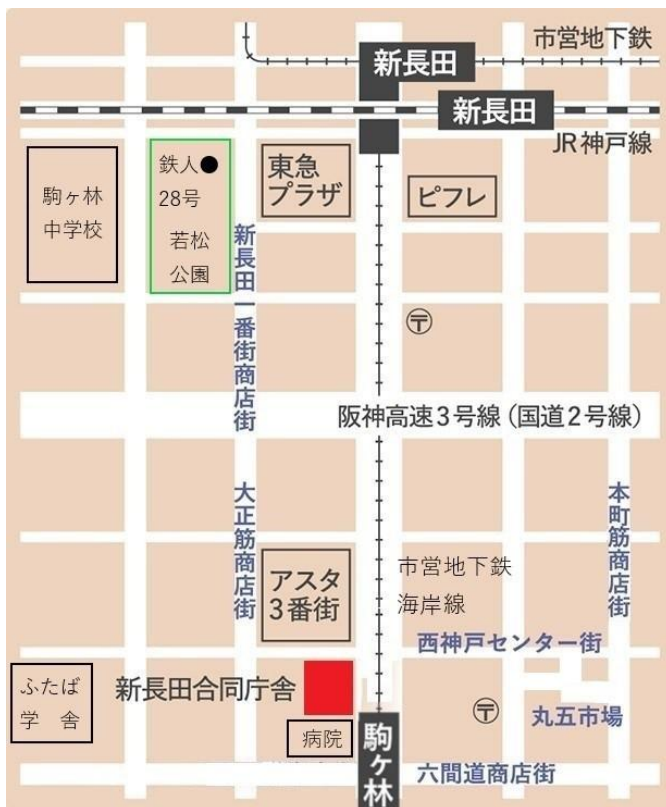 市営地下鉄
新長田
新長田
JR神戸線
駒ヶ林
中学校
鉄人●
28号
若松
公園
東急
プラザ
ピフレ
新長田一番街商店街
〒
阪神高速3号線(国道2号線)
大正筋商店街
本町筋商店街
アスタ
3番街
市営地下鉄
海岸線
西神戸センター街
ふたば
学 舎
新長田合同庁舎
病院
駒ヶ林
〒
丸五市場
六間道商店街